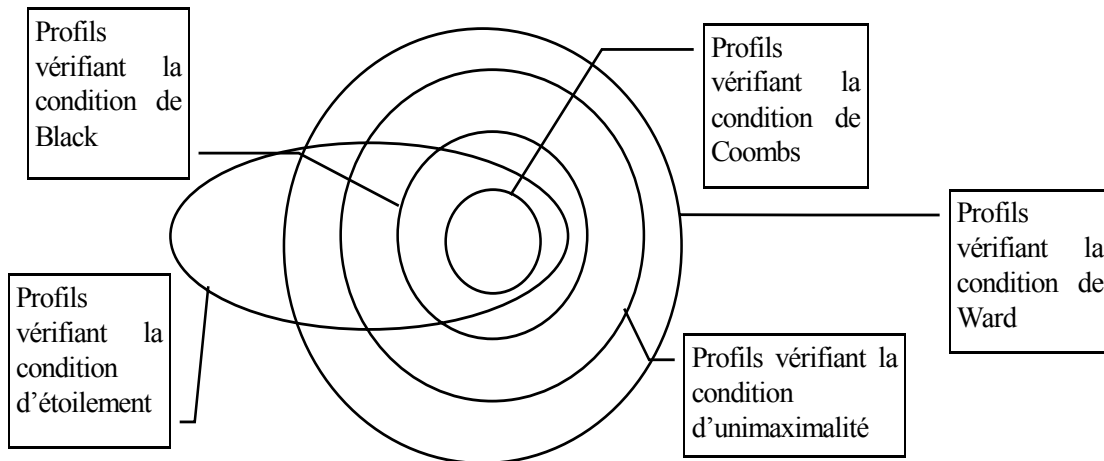 Profils
vérifiant la
condition de
Black
Profils
vérifiant la
condition de
Coombs
Profils
vérifiant la
condition de
Ward
Profils
vérifiant la
condition
d’étoilement
Profils vérifiant la
condition
d’unimaximalité